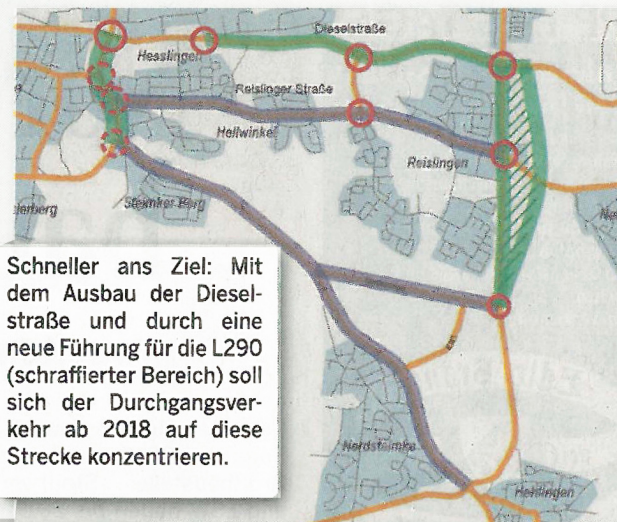 Dieselstraße
Hesslingen
Reislinger Straße
Hellwinkel
Reislingen
Steimker Berg
Schneller ans Ziel: Mit
dem Ausbau der Diesel-
straße und durch eine
neue Führung für die L290
(schraffierter Bereich) soll
sich der Durchgangsver-
kehr ab 2018 auf diese
Strecke konzentrieren.
Nordsteimke
Hehlingen